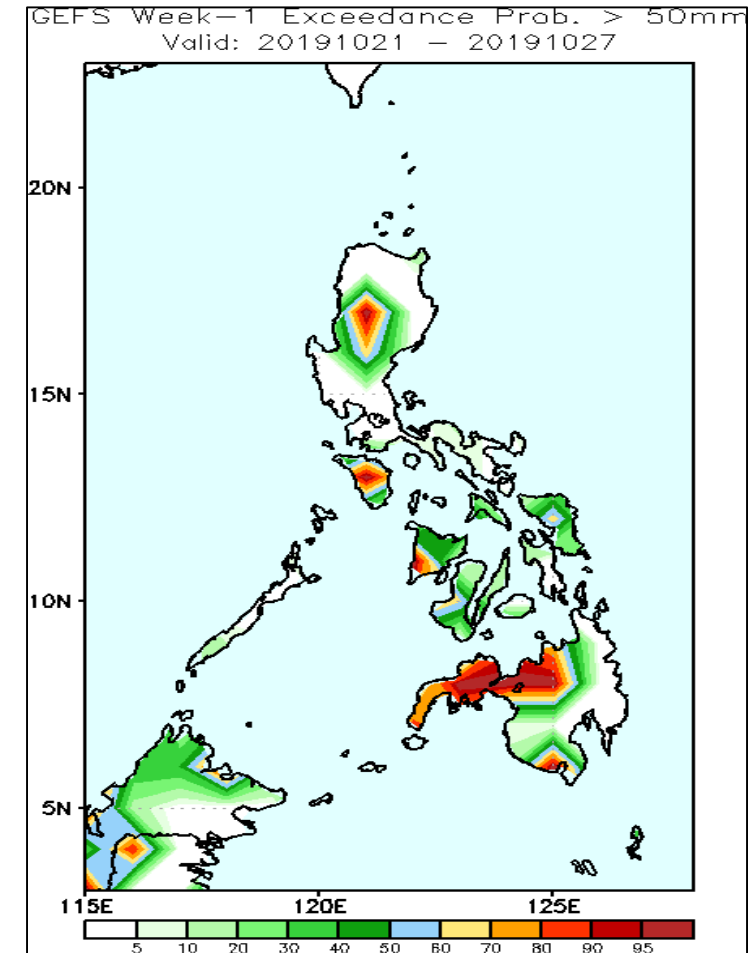 GEFS Week-1 Exceedance Prob. > 50mm
Valid: 20191021 - 20191027
20N
15N
10N
5N
115E 120E 125E
5 10 20 30 40 50 60 70 80 90 95